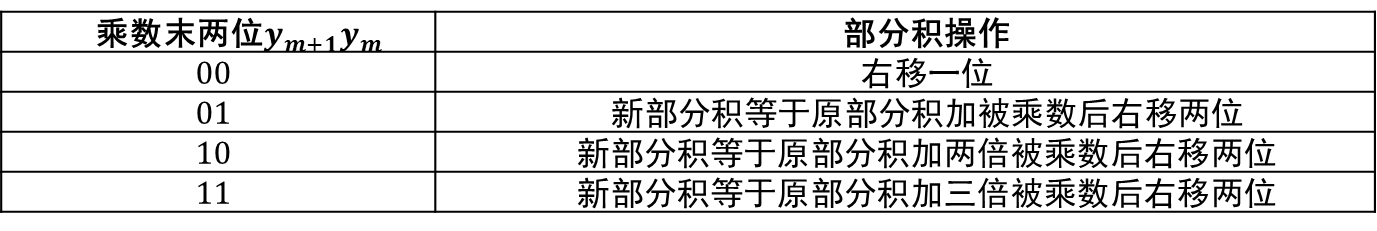 乘数末两位y_{m+1}y_m 部分积操作
00 右移一位
01 新部分积等于原部分积加被乘数后右移两位
10 新部分积等于原部分积加两倍被乘数后右移两位
11 新部分积等于原部分积加三倍被乘数后右移两位